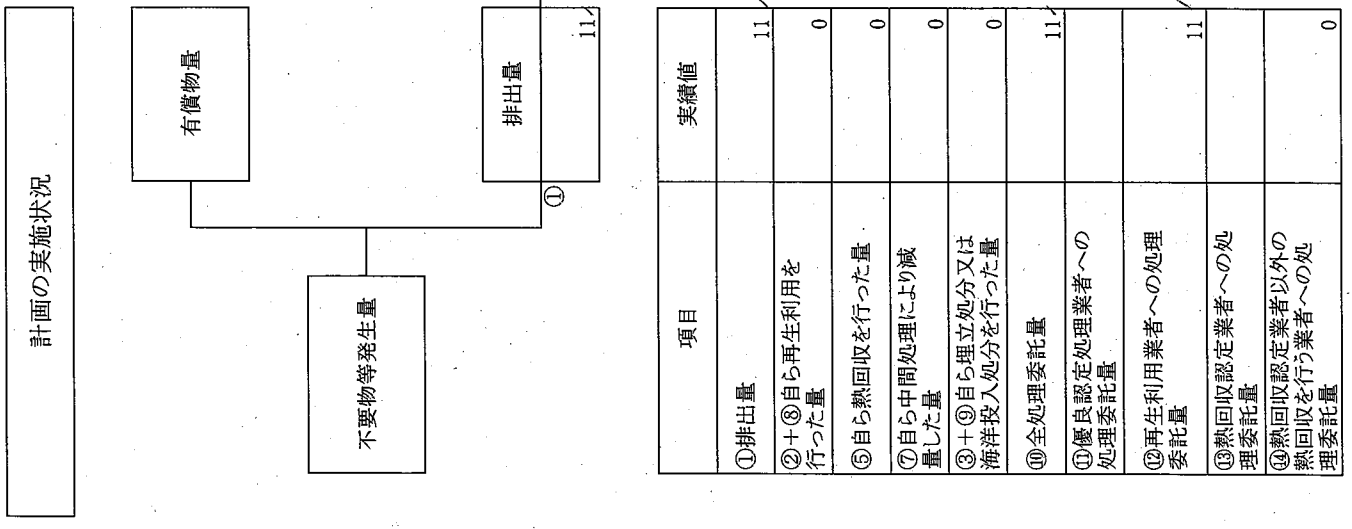 計画の実施状況
不要物等発生量
有償物量
①
排出量
11
項目
実績値
①排出量
11
②+⑧自ら再生利用を
行った量
0
⑤自ら熱回収を行った量
0
⑦自ら中間処理により減
量した量
0
③+⑨自ら埋立処分又は
海洋投入処分を行った量
0
⑩全処理委託量
11
⑪優良認定処理業者への
処理委託量
⑫再生利用業者への処理
委託量
11
⑬熱回収認定業者への処
理委託量
⑭熱回収認定業者以外の
熱回収を行う業者への処
理委託量
0